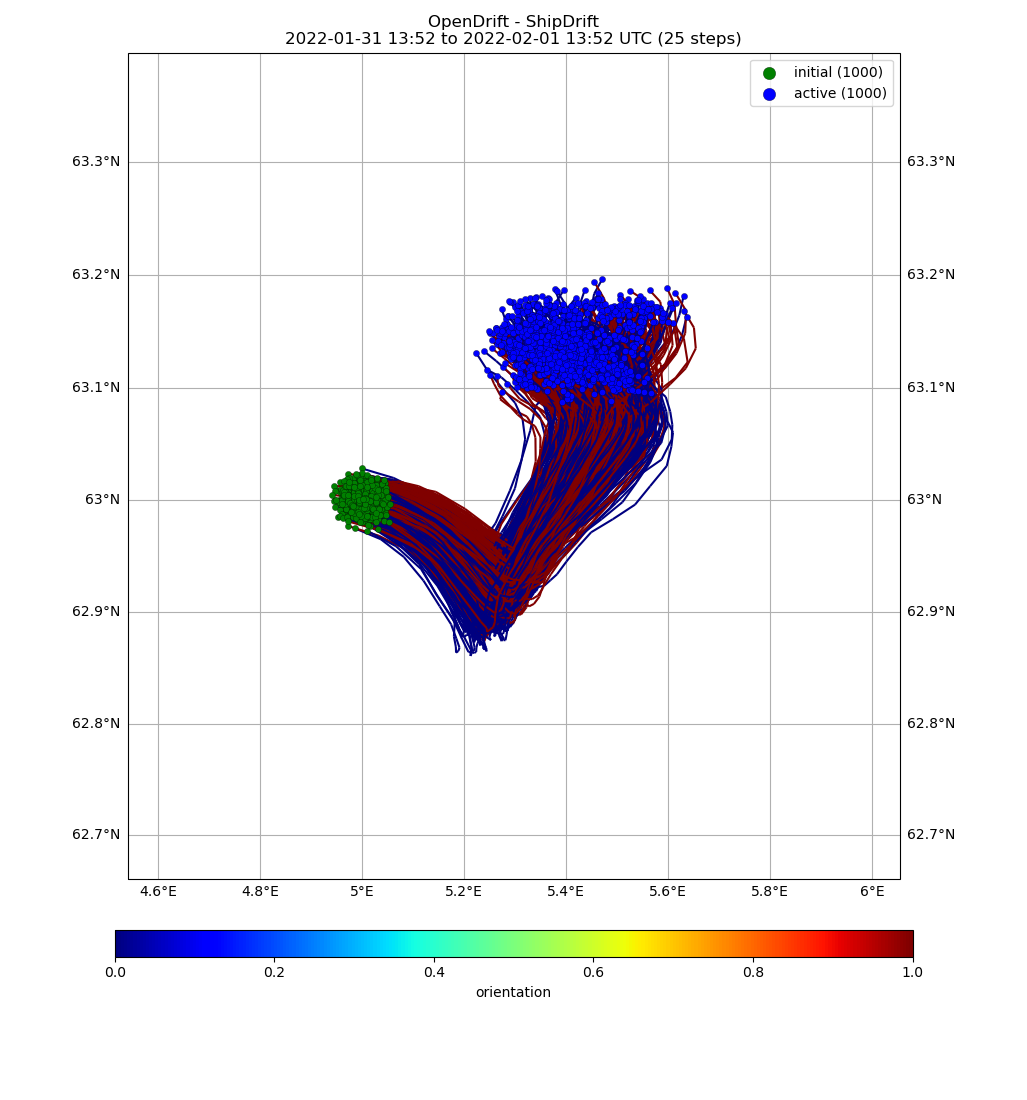 OpenDrift - ShipDrift
2022-01-31 13:52 to 2022-02-01 13:52 UTC (25 steps)
initial (1000)
active (1000)
63.3°N 63.3°N
63.2°N 63.2°N
63.1°N 63.1°N
63°N 63°N
62.9°N 62.9°N
62.8°N 62.8°N
62.7°N 62.7°N
4.6°E 4.8°E 5°E 5.2°E 5.4°E 5.6°E 5.8°E 6°E
0.0 0.2 0.4 0.6 0.8 1.0
orientation